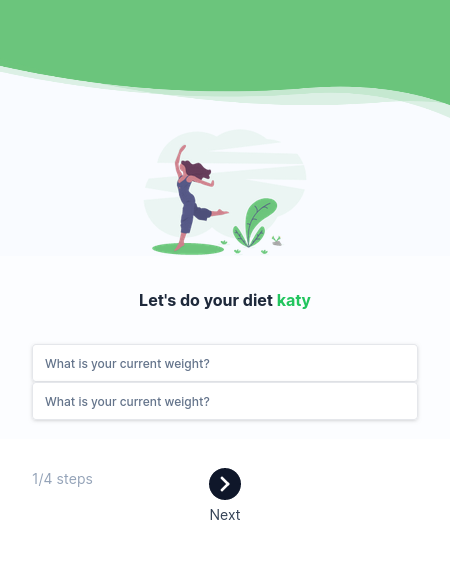 Let's do your diet katy
What is your current weight?
What is your current weight?
1/4 steps
Next